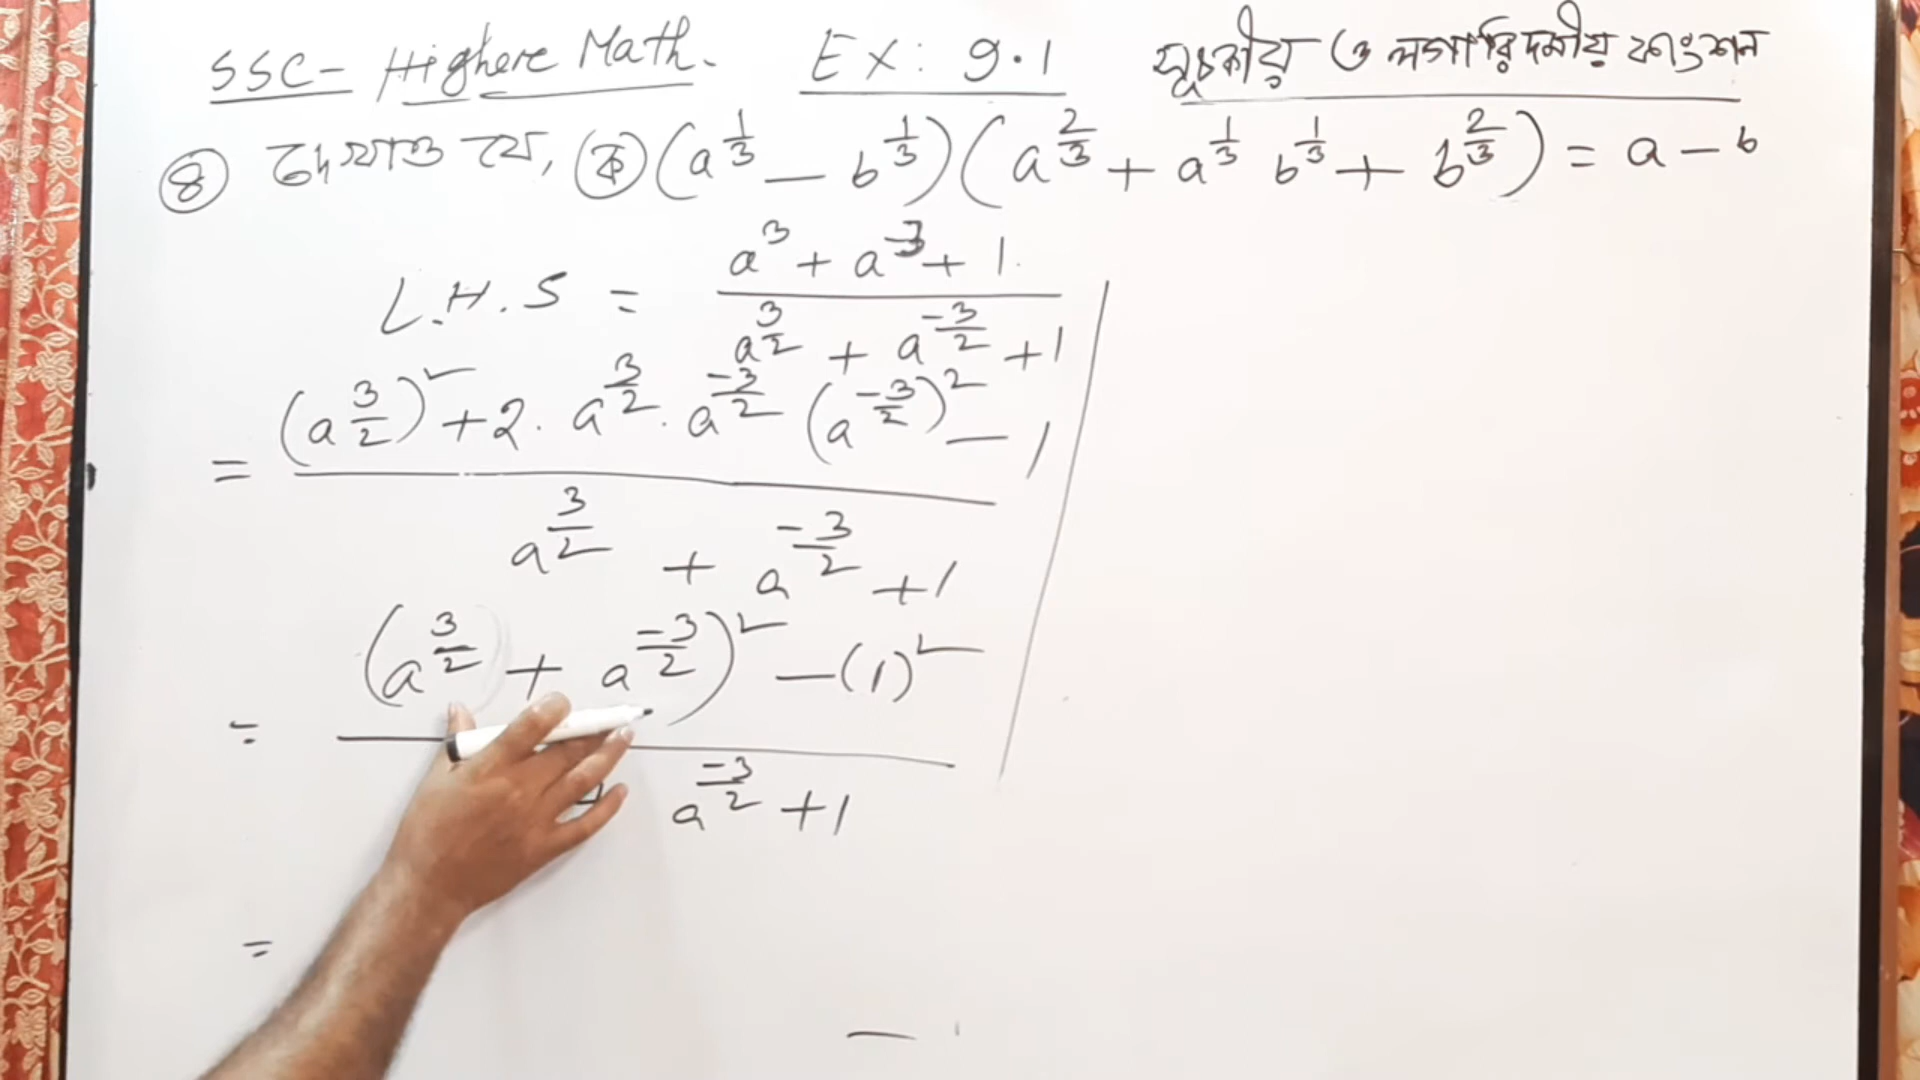 SSC- Highere Math. Ex: 9.1 সূচকীয় ও লগারিদমীয় ফাংশন
৪ দেখাও যে, ক (a^{1/3} - b^{1/3})(a^{2/3} + a^{1/3} b^{1/3} + b^{2/3}) = a - b
L.H.S = \frac{a^3 + a^{-3} + 1}{a^{3/2} + a^{-3/2} + 1}
= \frac{(a^{3/2})^2 + 2. a^{3/2} . a^{-3/2} (a^{-3/2})^2 - 1}{a^{3/2} + a^{-3/2} + 1}
= \frac{(a^{3/2} + a^{-3/2})^2 - (1)^2}{a^{-3/2} + 1}
=